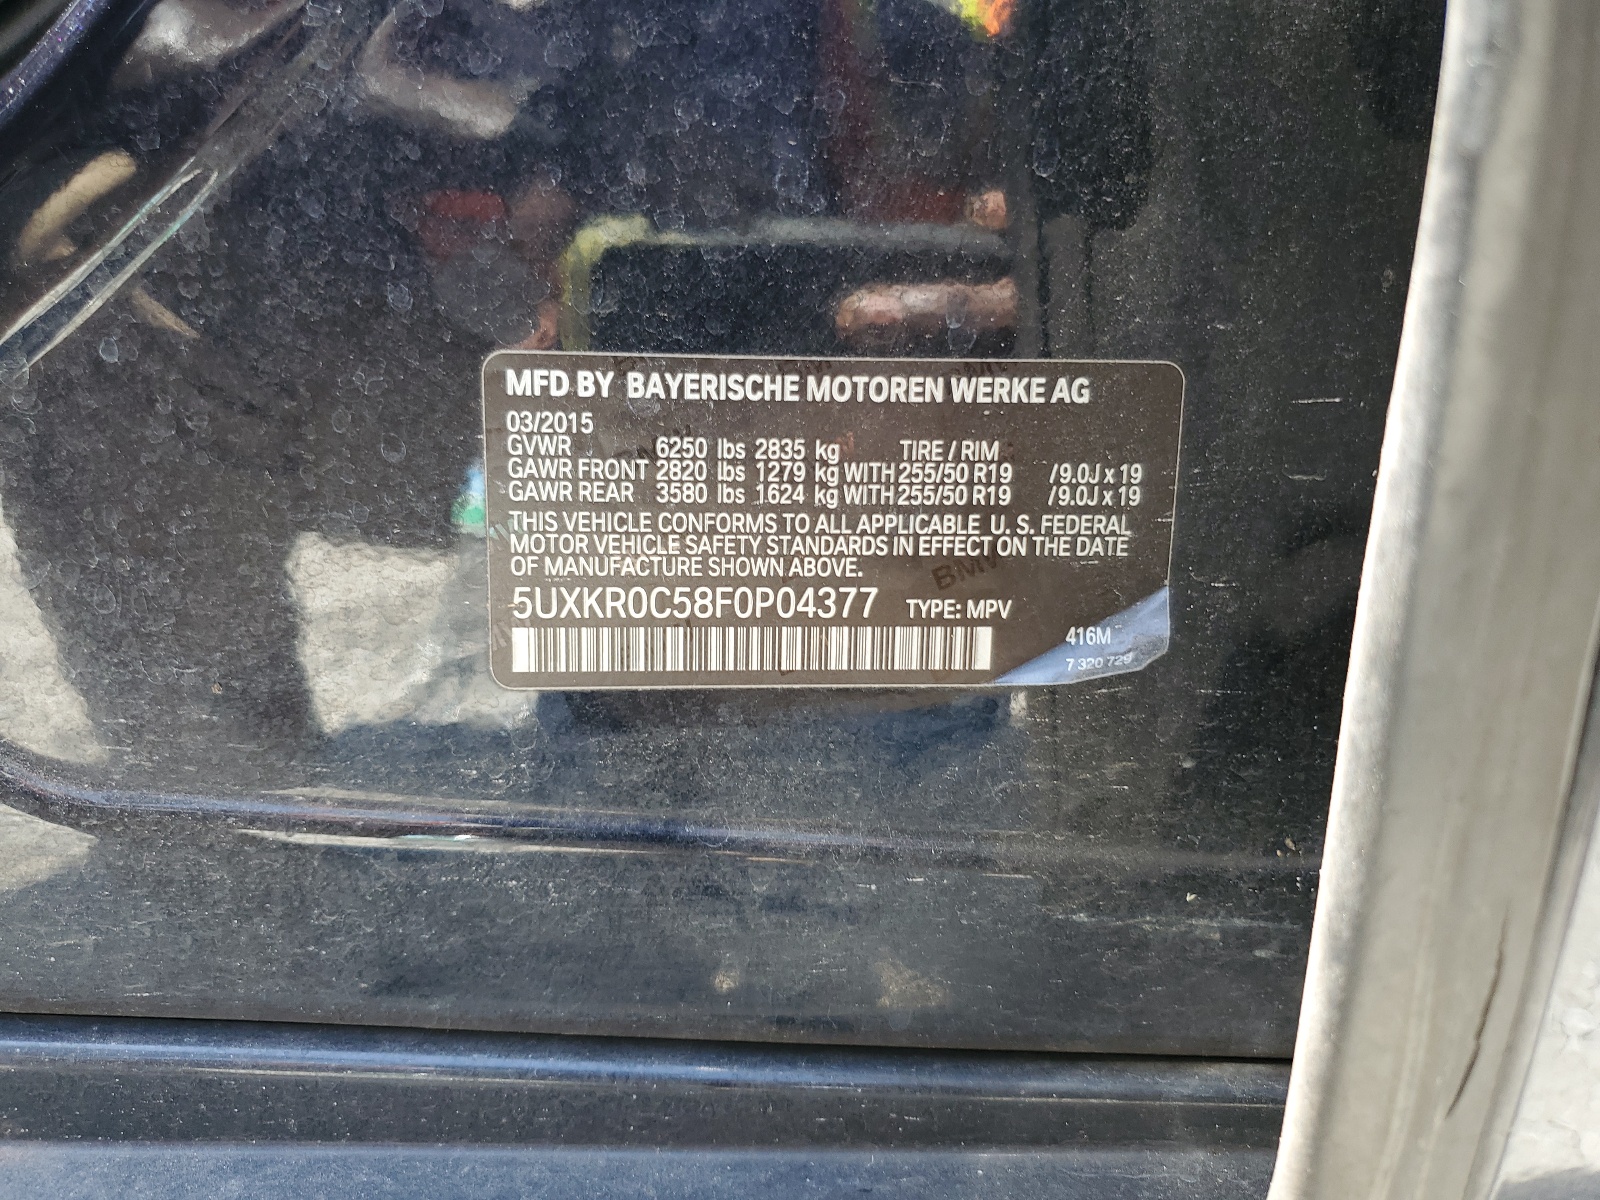 MFD BY BAYERISCHE MOTOREN WERKE AG
03/2015
GVWR 6250 lbs 2835 kg TIRE / RIM
GAWR FRONT 2820 lbs 1279 kg WITH 255/50 R19 /9.0J x 19
GAWR REAR 3580 lbs 1624 kg WITH 255/50 R19 /9.0J x 19
THIS VEHICLE CONFORMS TO ALL APPLICABLE U. S. FEDERAL
MOTOR VEHICLE SAFETY STANDARDS IN EFFECT ON THE DATE
OF MANUFACTURE SHOWN ABOVE.
5UXKR0C58F0P04377 TYPE: MPV
416M
7 320 729